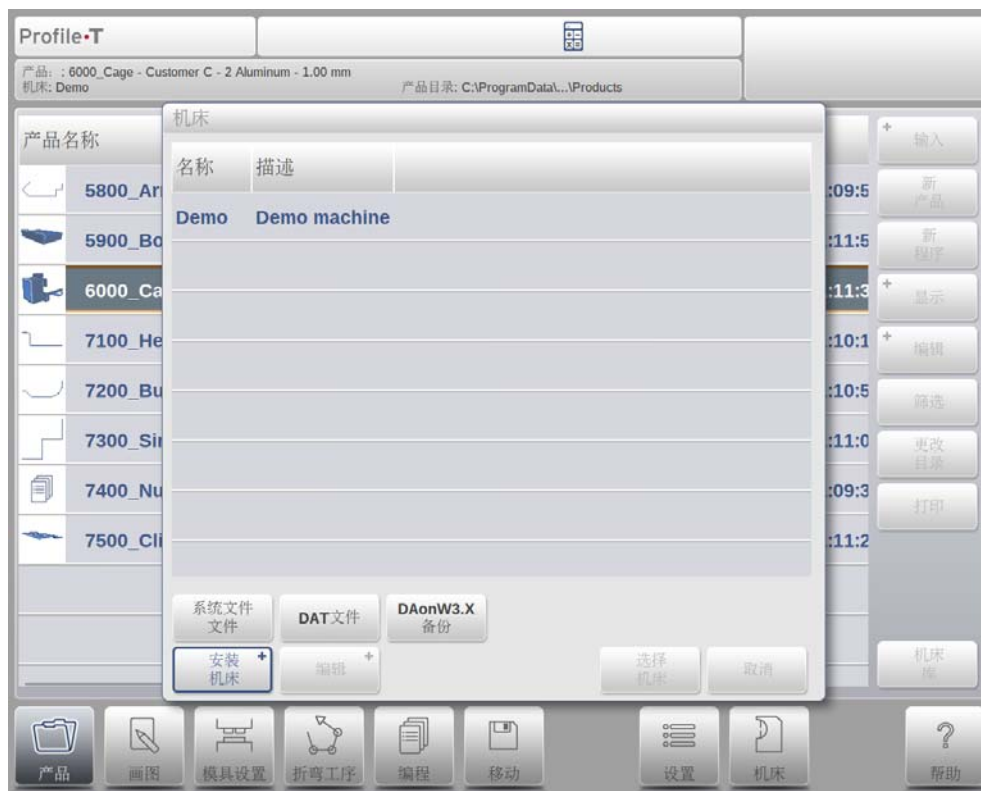 Profile·T
产品: : 6000_Cage - Customer C - 2 Aluminum - 1.00 mm
机床: Demo
产品目录: C:\ProgramData\...\Products
机床
产品名称
名称 描述
Demo Demo machine
5800_Arı :09:5
5900_Bo :11:5
6000_Ca :11:3
7100_He :10:1
7200_Bu :10:5
7300_Sir :11:0
7400_Nu :09:3
7500_Cli :11:2
+ 输入
新
产品
新
程序
+ 显示
+ 编辑
筛选
更改
目录
打印
机床
库
系统文件
文件
DAT文件
DAonW3.X
备份
安装 +
机床
编辑 +
选择
机床
取消
产品
画图
模具设置
折弯工序
编程
移动
设置
机床
?
帮助